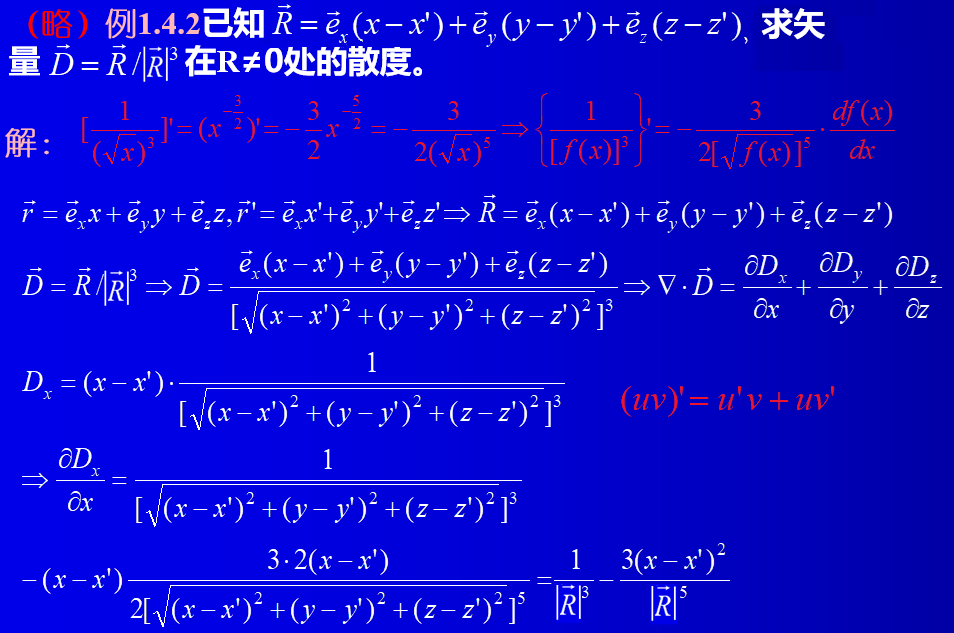 （略）例1.4.2已知 $\vec{R} = \vec{e}_x(x-x')+\vec{e}_y(y-y')+\vec{e}_z(z-z')$, 求矢
量 $\vec{D} = \vec{R}/|\vec{R}|^3$ 在R≠0处的散度。
解： $[\frac{1}{(\sqrt{x})^3}]' = (x^{-\frac{3}{2}})' = -\frac{3}{2}x^{-\frac{5}{2}} = -\frac{3}{2(\sqrt{x})^5} \Rightarrow \left\{\frac{1}{[f(x)]^3}\right\}' = -\frac{3}{2[\sqrt{f(x)}]^5} \cdot \frac{df(x)}{dx}$
$\vec{r} = \vec{e}_x x+\vec{e}_y y+\vec{e}_z z, \vec{r}' = \vec{e}_x x'+\vec{e}_y y'+\vec{e}_z z' \Rightarrow \vec{R} = \vec{e}_x(x-x')+\vec{e}_y(y-y')+\vec{e}_z(z-z')$
$\vec{D} = \vec{R}/|\vec{R}|^3 \Rightarrow \vec{D} = \frac{\vec{e}_x(x-x')+\vec{e}_y(y-y')+\vec{e}_z(z-z')}{[\sqrt{(x-x')^2+(y-y')^2+(z-z')^2}]^3} \Rightarrow \nabla \cdot \vec{D} = \frac{\partial D_x}{\partial x}+\frac{\partial D_y}{\partial y}+\frac{\partial D_z}{\partial z}$
$D_x = (x-x') \cdot \frac{1}{[\sqrt{(x-x')^2+(y-y')^2+(z-z')^2}]^3}$ $(uv)' = u'v+uv'$
$\Rightarrow \frac{\partial D_x}{\partial x} = \frac{1}{[\sqrt{(x-x')^2+(y-y')^2+(z-z')^2}]^3}$
$-(x-x')\frac{3 \cdot 2(x-x')}{2[\sqrt{(x-x')^2+(y-y')^2+(z-z')^2}]^5} = \frac{1}{|\vec{R}|^3}-\frac{3(x-x')^2}{|\vec{R}|^5}$